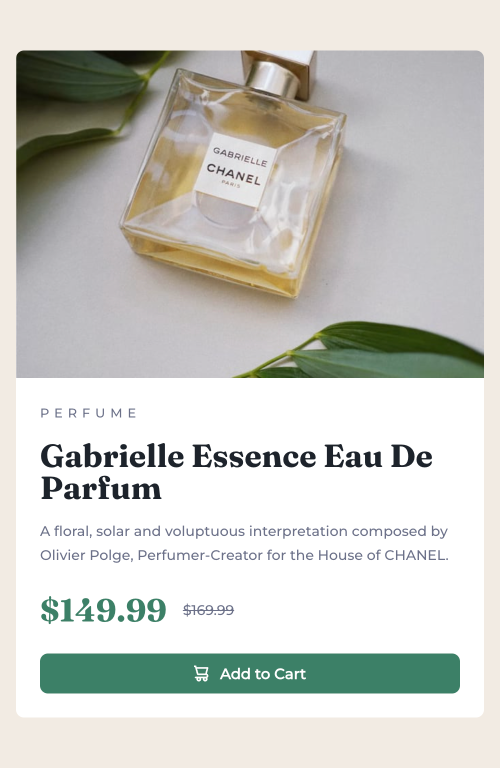 GABRIELLE
CHANEL
PARIS
PERFUME
Gabrielle Essence Eau De
Parfum
A floral, solar and voluptuous interpretation composed by
Olivier Polge, Perfumer-Creator for the House of CHANEL.
$149.99 $169.99
Add to Cart